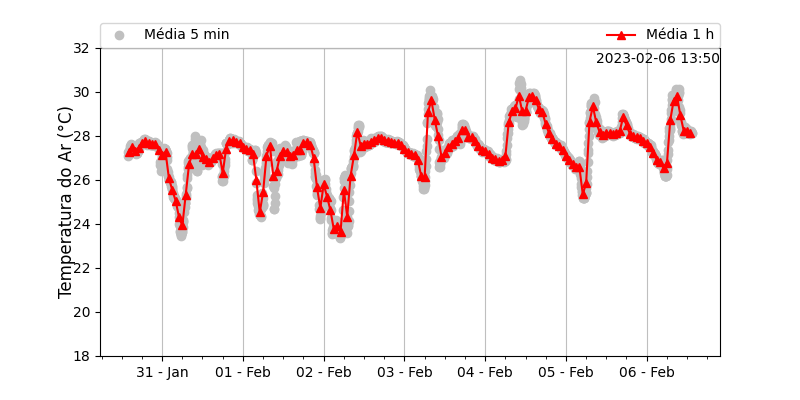 Média 5 min
Média 1 h
2023-02-06 13:50
Temperatura do Ar (°C)
32
30
28
26
24
22
20
18
31 - Jan
01 - Feb
02 - Feb
03 - Feb
04 - Feb
05 - Feb
06 - Feb